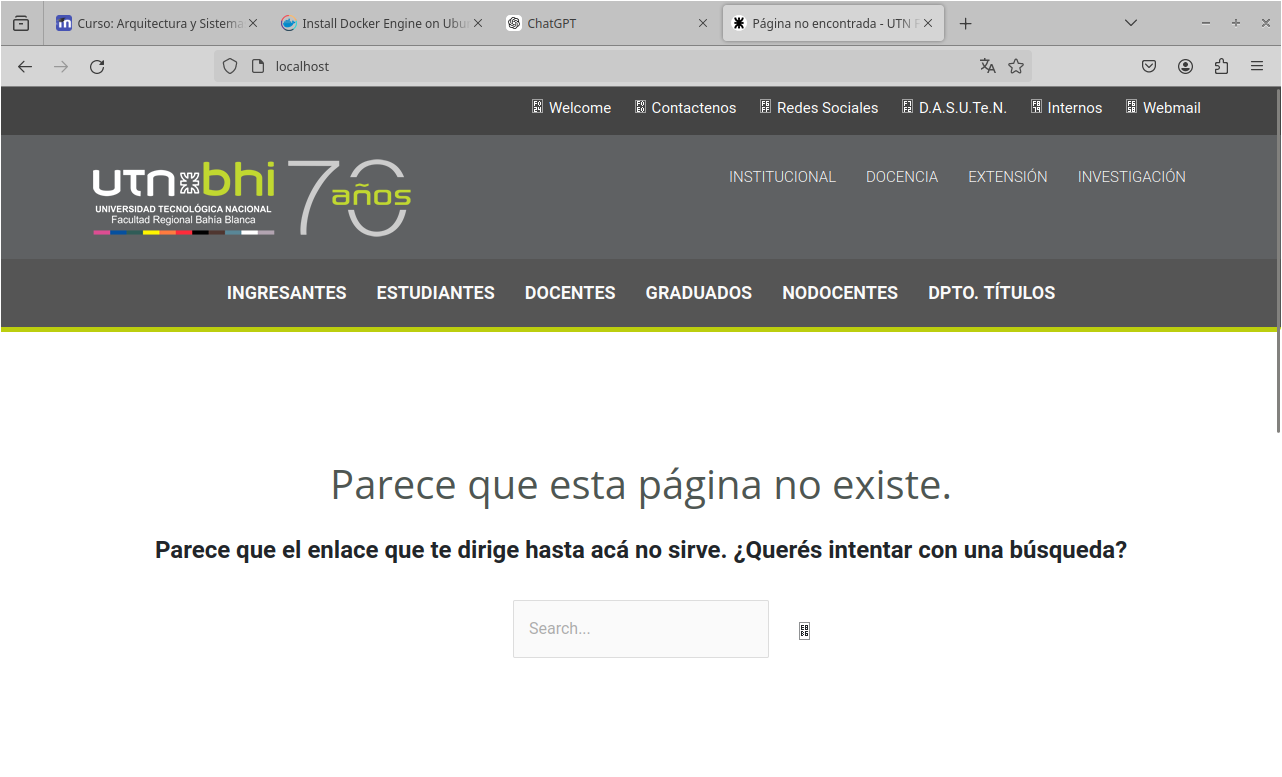 Curso: Arquitectura y Sistema
Install Docker Engine on Ubu
ChatGPT
Página no encontrada - UTN F
localhost
Welcome Contactenos Redes Sociales D.A.S.U.Te.N. Internos Webmail
utn bhi 70 años
UNIVERSIDAD TECNOLÓGICA NACIONAL
Facultad Regional Bahía Blanca
INSTITUCIONAL DOCENCIA EXTENSIÓN INVESTIGACIÓN
INGRESANTES ESTUDIANTES DOCENTES GRADUADOS NODOCENTES DPTO. TÍTULOS
Parece que esta página no existe.
Parece que el enlace que te dirige hasta acá no sirve. ¿Querés intentar con una búsqueda?
Search...